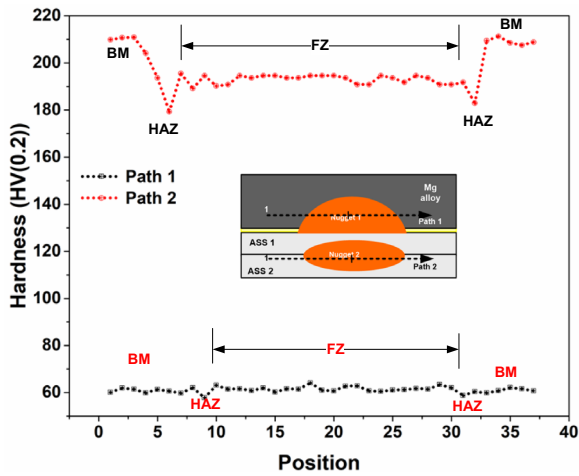 220
200
180
160
140
120
100
80
60
Hardness (HV(0.2))
BM
FZ
BM
HAZ
HAZ
Path 1
Path 2
Mg
alloy
1
Nugget 1
Path 1
ASS 1
Nugget 2
1
Path 2
ASS 2
BM
FZ
BM
HAZ
HAZ
0 5 10 15 20 25 30 35 40
Position